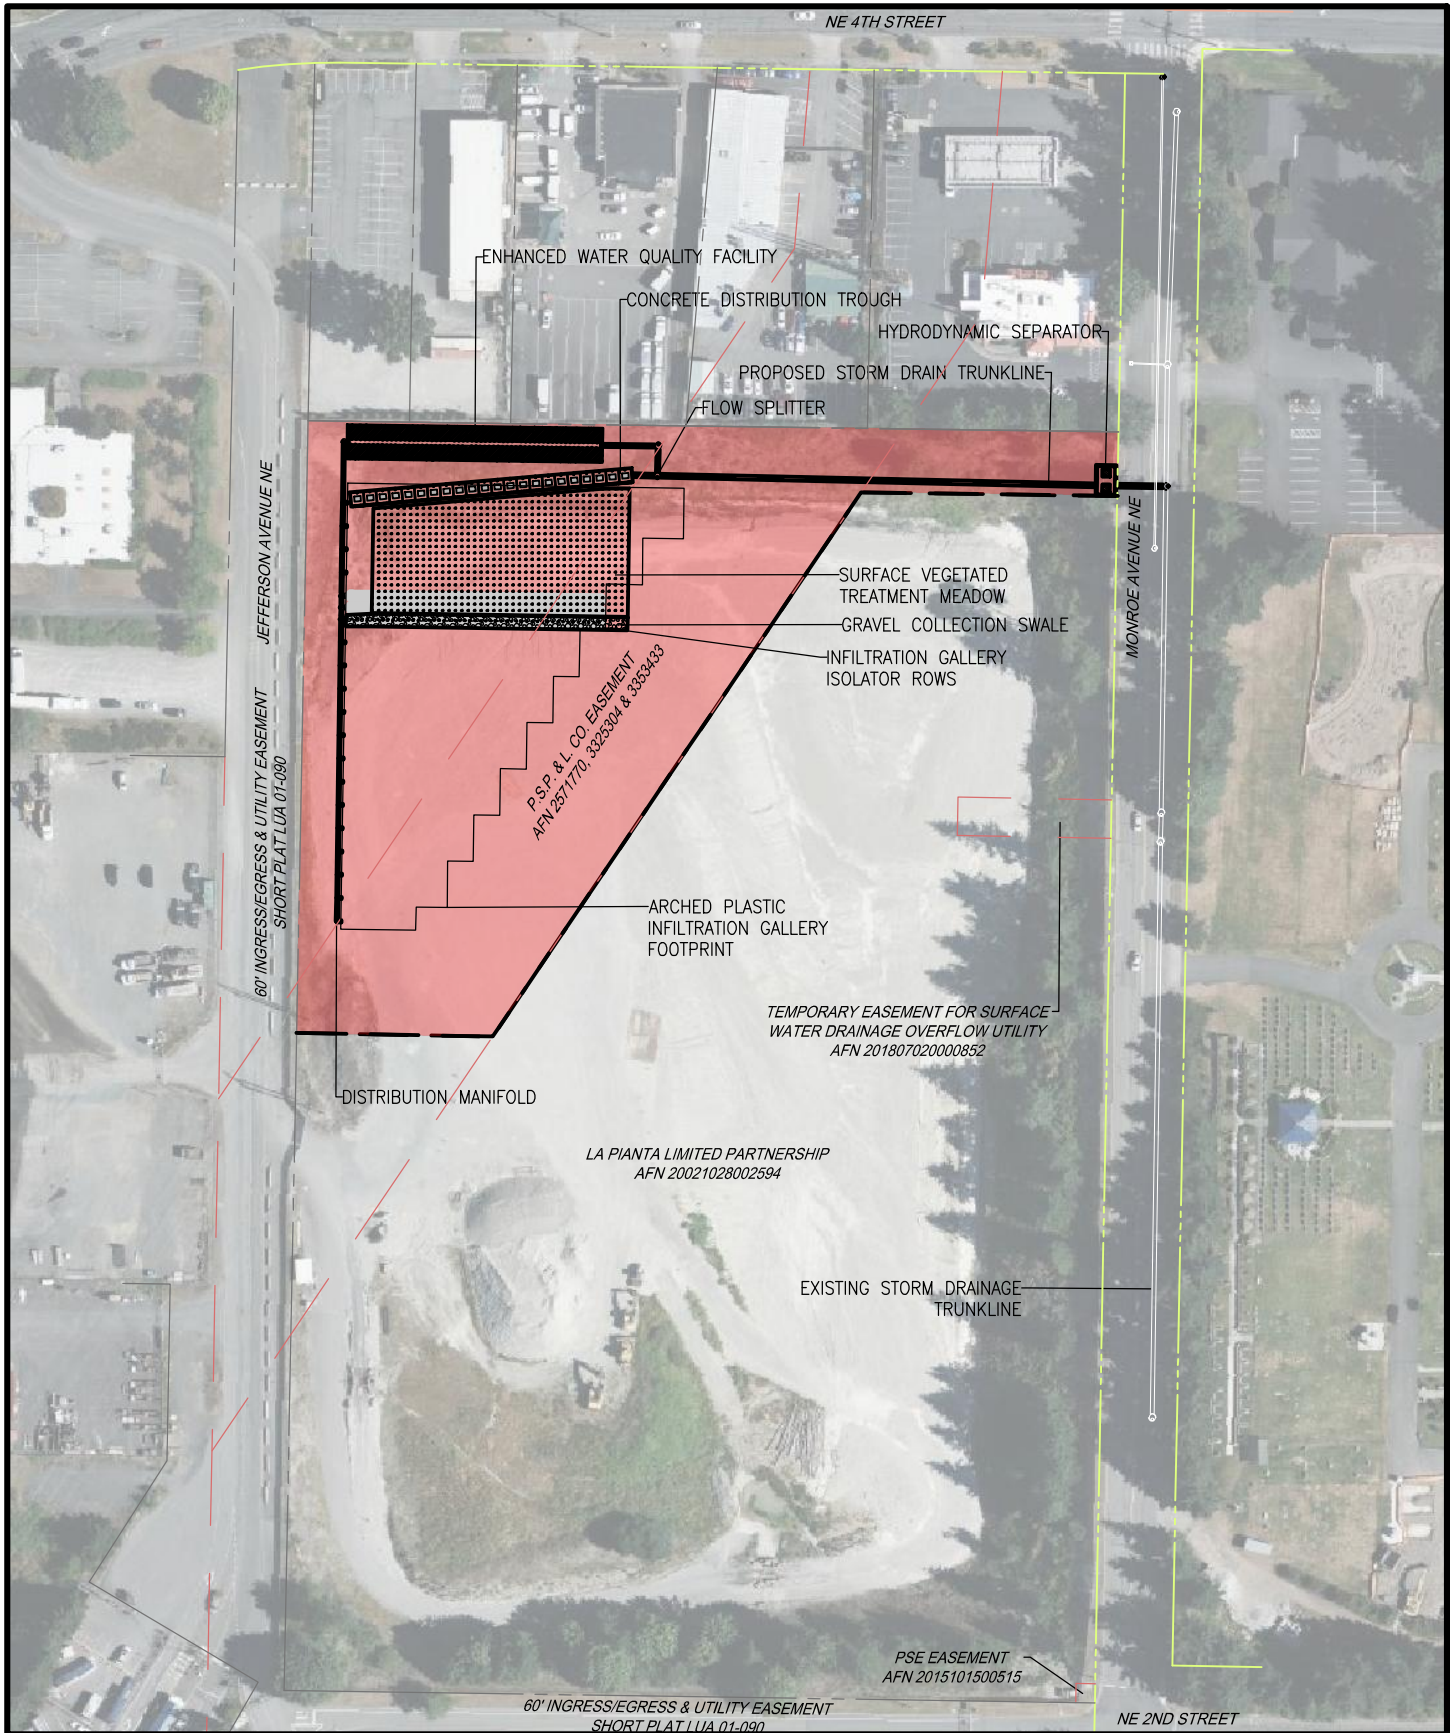 NE 4TH STREET
ENHANCED WATER QUALITY FACILITY
CONCRETE DISTRIBUTION TROUGH
HYDRODYNAMIC SEPARATOR
PROPOSED STORM DRAIN TRUNKLINE
FLOW SPLITTER
JEFFERSON AVENUE NE
MONROE AVENUE NE
SURFACE VEGETATED
TREATMENT MEADOW
GRAVEL COLLECTION SWALE
INFILTRATION GALLERY
ISOLATOR ROWS
P.S.P. & L. CO. EASEMENT
AFN 2571770, 3325304 & 3353433
60' INGRESS/EGRESS & UTILITY EASEMENT
SHORT PLAT LUA 01-090
ARCHED PLASTIC
INFILTRATION GALLERY
FOOTPRINT
TEMPORARY EASEMENT FOR SURFACE
WATER DRAINAGE OVERFLOW UTILITY
AFN 201807020000852
DISTRIBUTION MANIFOLD
LA PIANTA LIMITED PARTNERSHIP
AFN 20021028002594
EXISTING STORM DRAINAGE
TRUNKLINE
PSE EASEMENT
AFN 2015101500515
60' INGRESS/EGRESS & UTILITY EASEMENT
SHORT PLAT LUA 01-090
NE 2ND STREET